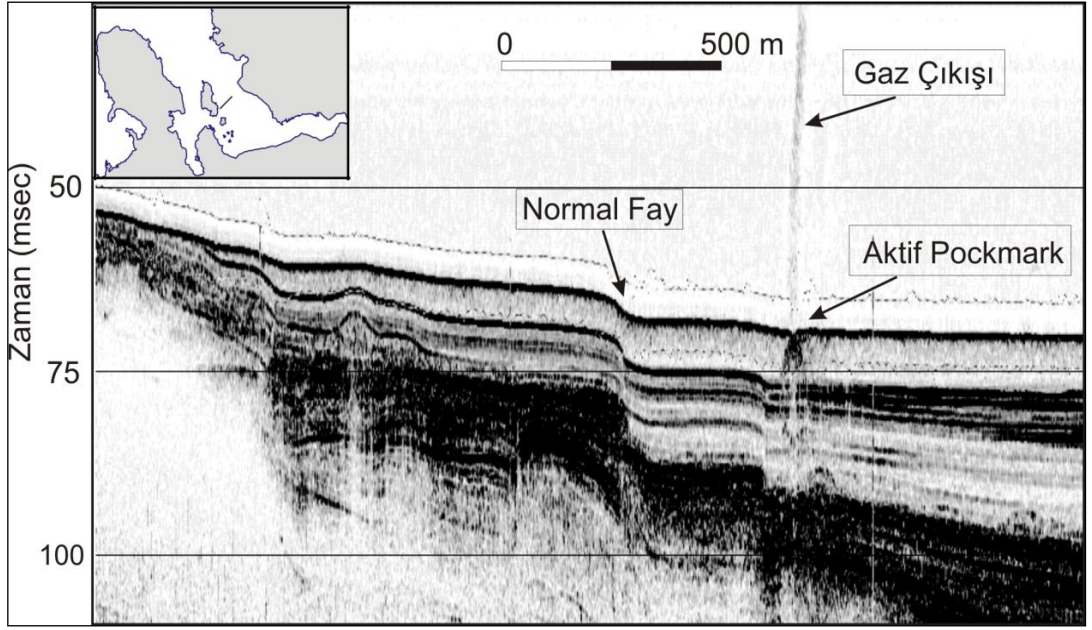 0 500 m
Gaz Çıkışı
50
Normal Fay
Aktif Pockmark
Zaman (msec)
75
100